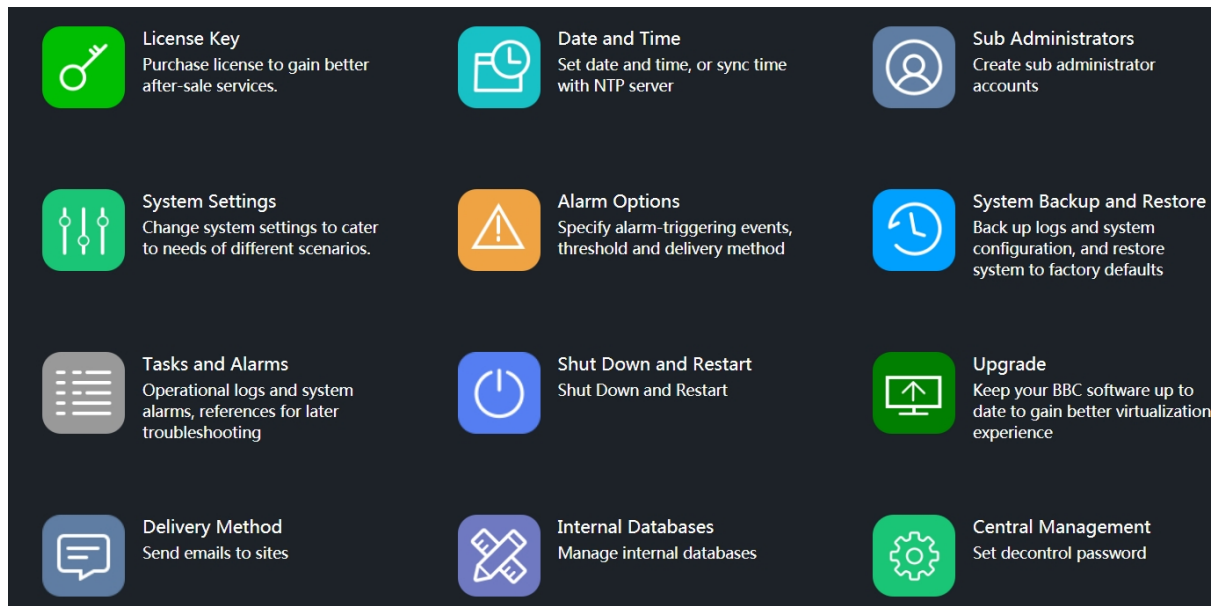 License Key
Purchase license to gain better
after-sale services.
Date and Time
Set date and time, or sync time
with NTP server
Sub Administrators
Create sub administrator
accounts
System Settings
Change system settings to cater
to needs of different scenarios.
Alarm Options
Specify alarm-triggering events,
threshold and delivery method
System Backup and Restore
Back up logs and system
configuration, and restore
system to factory defaults
Tasks and Alarms
Operational logs and system
alarms, references for later
troubleshooting
Shut Down and Restart
Shut Down and Restart
Upgrade
Keep your BBC software up to
date to gain better virtualization
experience
Delivery Method
Send emails to sites
Internal Databases
Manage internal databases
Central Management
Set decontrol password